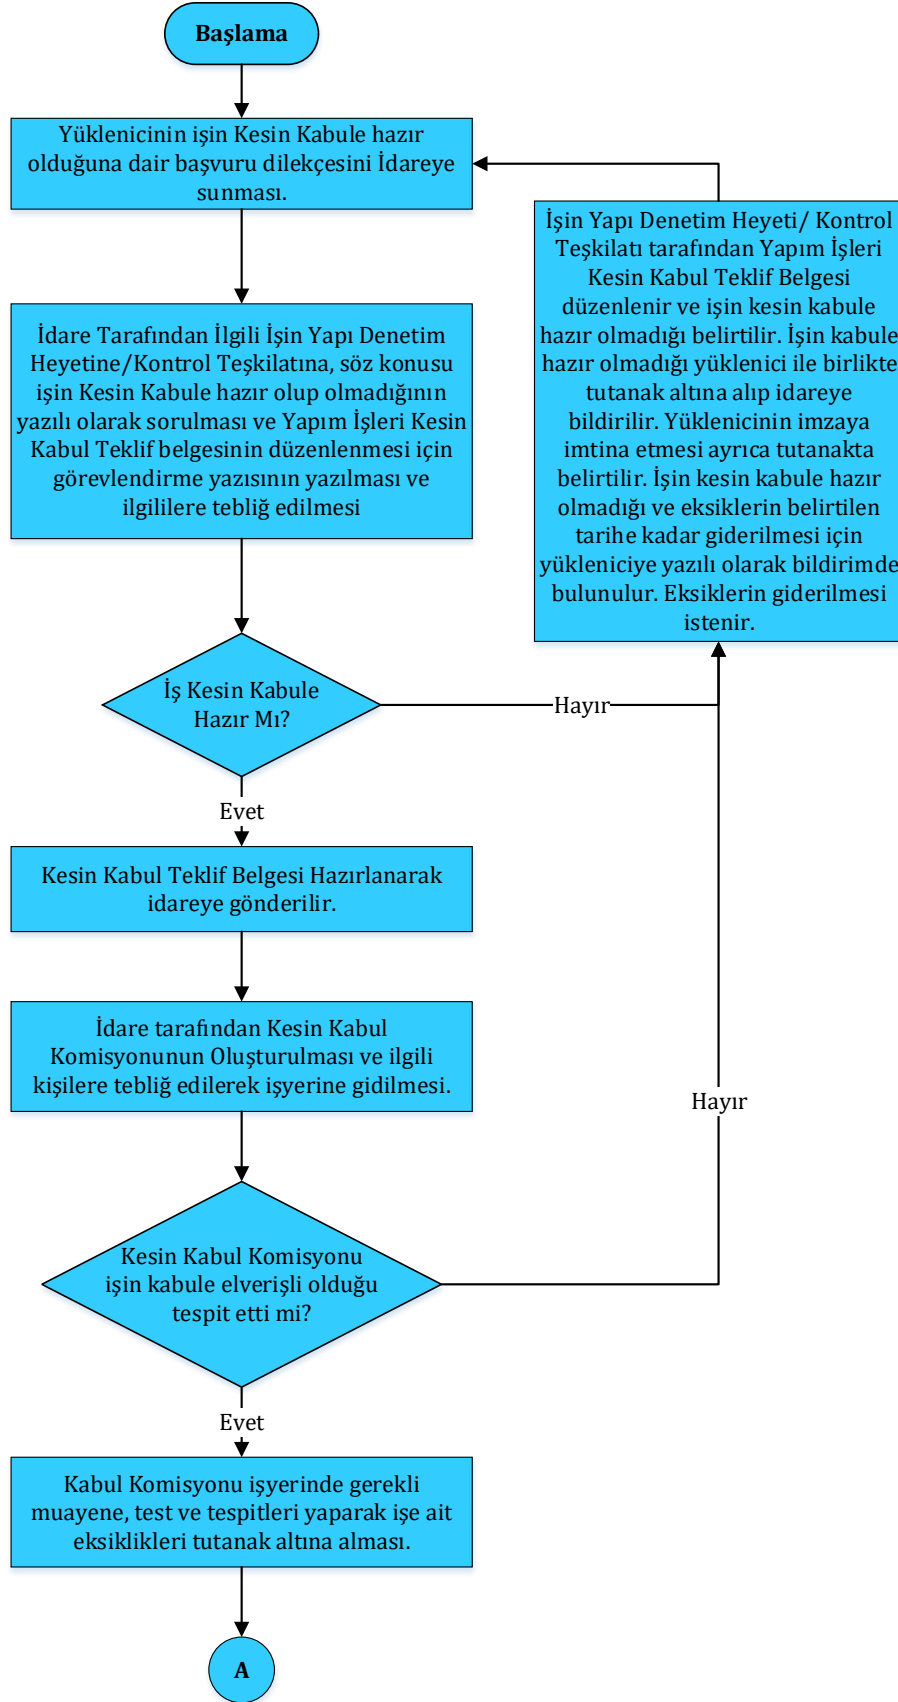 Başlama
Yüklenicinin işin Kesin Kabule hazır
olduğuna dair başvuru dilekçesini İdareye
sunması.
İşin Yapı Denetim Heyeti/ Kontrol
Teşkilatı tarafından Yapım İşleri
Kesin Kabul Teklif Belgesi
düzenlenir ve işin kesin kabule
hazır olmadığı belirtilir. İşin kabule
hazır olmadığı yüklenici ile birlikte
tutanak altına alıp idareye
bildirilir. Yüklenicinin imzaya
imtina etmesi ayrıca tutanakta
belirtilir. İşin kesin kabule hazır
olmadığı ve eksiklerin belirtilen
tarihe kadar giderilmesi için
yükleniciye yazılı olarak bildirimde
bulunulur. Eksiklerin giderilmesi
istenir.
İdare Tarafından İlgili İşin Yapı Denetim
Heyetine/Kontrol Teşkilatına, söz konusu
işin Kesin Kabule hazır olup olmadığının
yazılı olarak sorulması ve Yapım İşleri Kesin
Kabul Teklif belgesinin düzenlenmesi için
görevlendirme yazısının yazılması ve
ilgililere tebliğ edilmesi
İş Kesin Kabule
Hazır Mı?
Hayır
Evet
Kesin Kabul Teklif Belgesi Hazırlanarak
idareye gönderilir.
İdare tarafından Kesin Kabul
Komisyonunun Oluşturulması ve ilgili
kişilere tebliğ edilerek işyerine gidilmesi.
Hayır
Kesin Kabul Komisyonu
işin kabule elverişli olduğu
tespit etti mi?
Evet
Kabul Komisyonu işyerinde gerekli
muayene, test ve tespitleri yaparak işe ait
eksiklikleri tutanak altına alması.
A